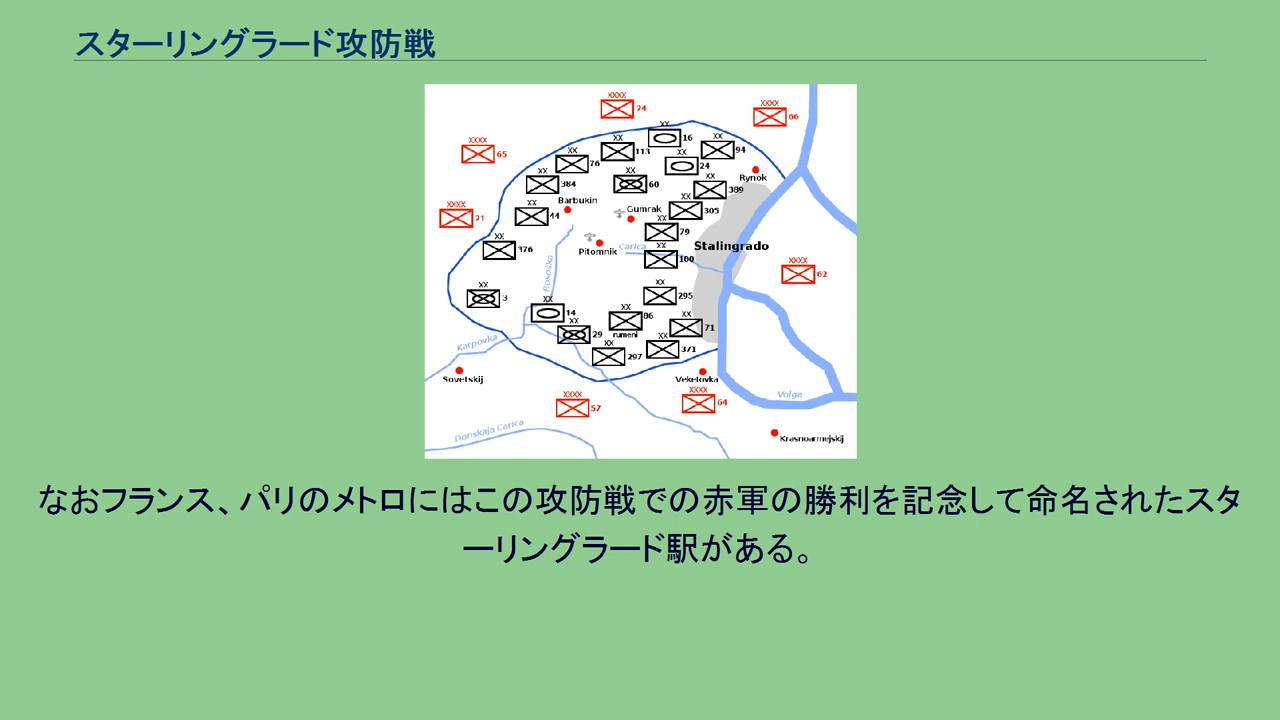 スターリングラード攻防戦
XXXX 24
XXXX 66
XX 16
XX 113
XX 94
XXXX 65
XX 76
XX 24
Rynok
XX 384
60
XX 389
Barbukin
XXXX 21
XX 44
Gumrak
XX 305
XX 79
XX 376
Pitomnik
Carica
Stalingrado
XX 100
XXXX 62
Rossoška
XX 3
XX 295
XX 14
XX 86
rumeni
XX 29
XX 71
Karpovka
XX 297
XX 371
Sovetskij
Veketovka
Volga
XXXX 57
XXXX 64
Donskaja Carica
Krasnoarmejskij
なおフランス、パリのメトロにはこの攻防戦での赤軍の勝利を記念して命名されたスタ
ーリングラード駅がある。